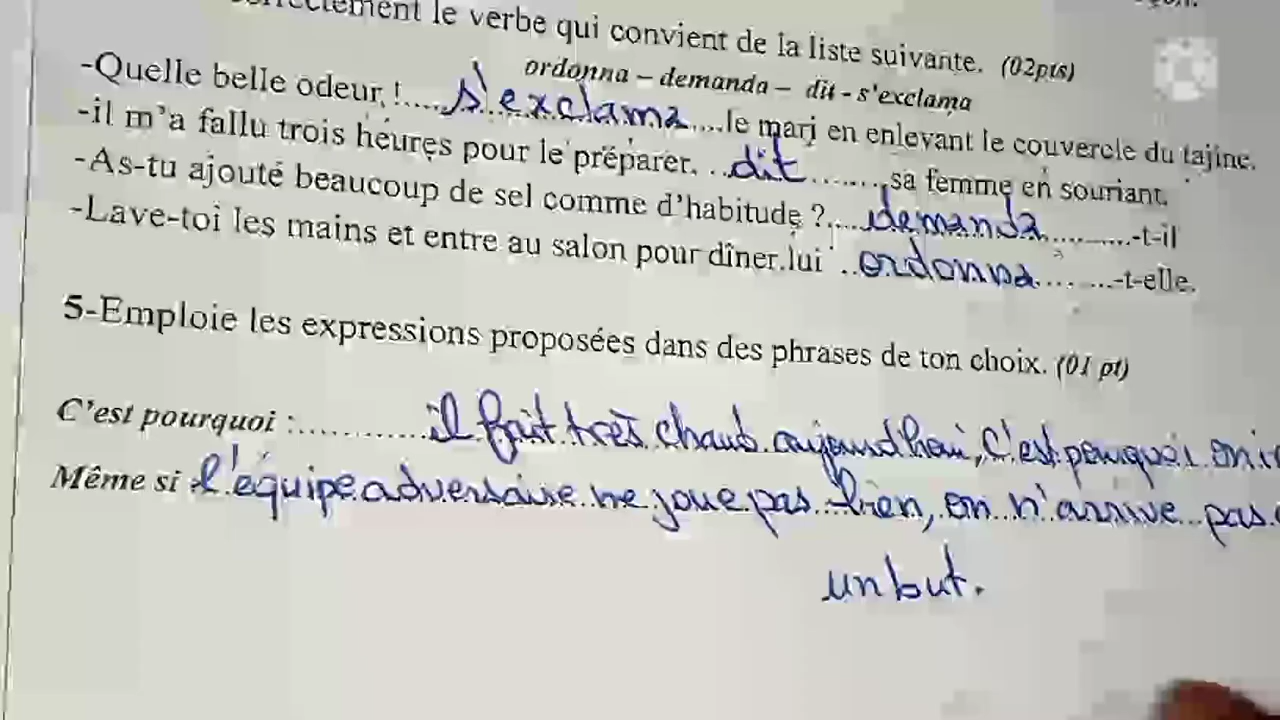 le verbe qui convient de la liste suivante. (02pts)
ordonna – demanda – dit - s'exclama
-Quelle belle odeur !.... s'exclama ....le mari en enlevant le couvercle du tajine.
-il m'a fallu trois heures pour le préparer. ..dit.......,sa femme en souriant.
-As-tu ajouté beaucoup de sel comme d'habitude ?....demanda...........-t-il
-Lave-toi les mains et entre au salon pour dîner.lui ..ordonna.........-t-elle.
5-Emploie les expressions proposées dans des phrases de ton choix. (01 pt)
C'est pourquoi :............il fait très chaud aujourd'hui, c'est pourquoi on
Même si l'équipe adversaire ne joue pas bien, on n'arrive pas
un but.